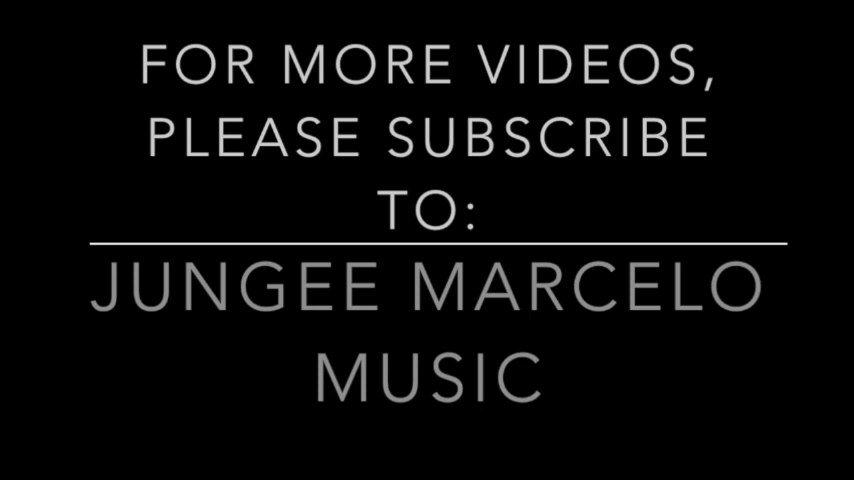 FOR MORE VIDEOS,
PLEASE SUBSCRIBE
TO:
JUNGEE MARCELO
MUSIC